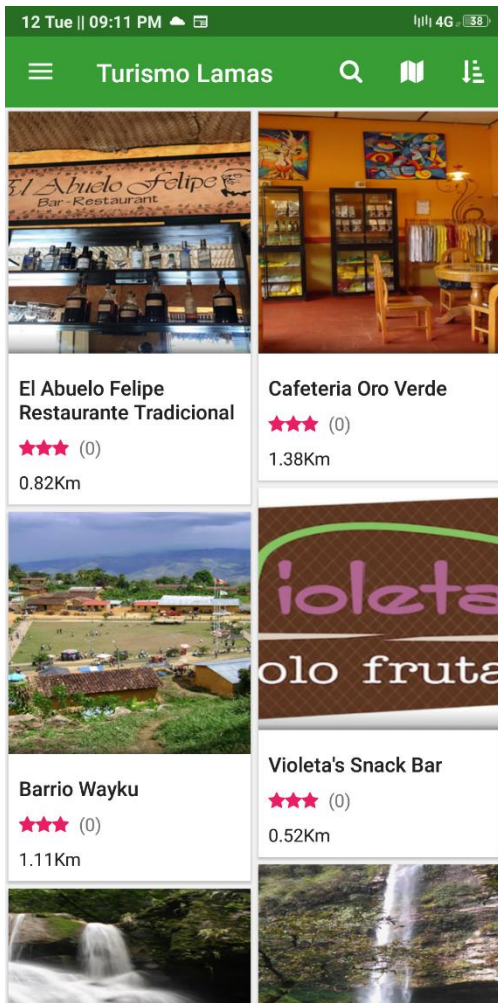 12 Tue || 09:11 PM
4G 38
Turismo Lamas
El Abuelo Felipe
Bar-Restaurant
El Abuelo Felipe
Restaurante Tradicional
(0)
0.82Km
Cafeteria Oro Verde
(0)
1.38Km
Barrio Wayku
(0)
1.11Km
ioleta
olo fruta
Violeta's Snack Bar
(0)
0.52Km